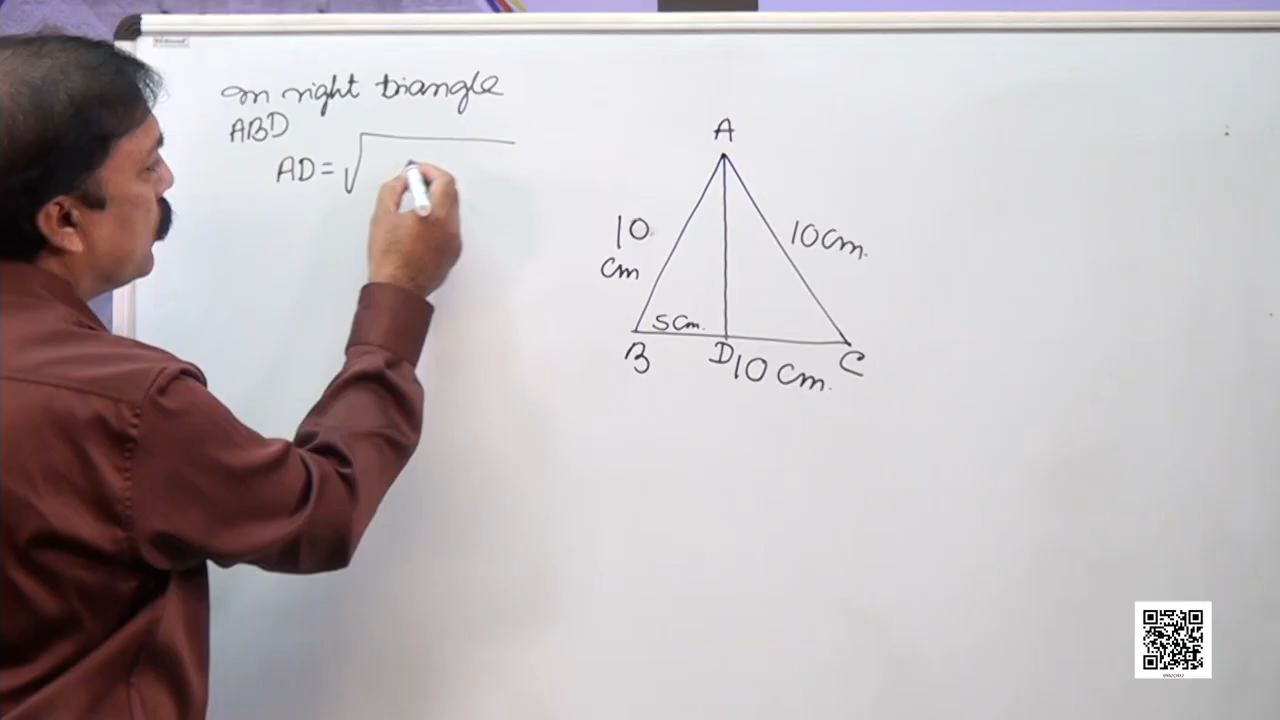 In right triangle
ABD
AD = √
A
10
cm
10cm.
5cm.
B
D
10 cm.
C